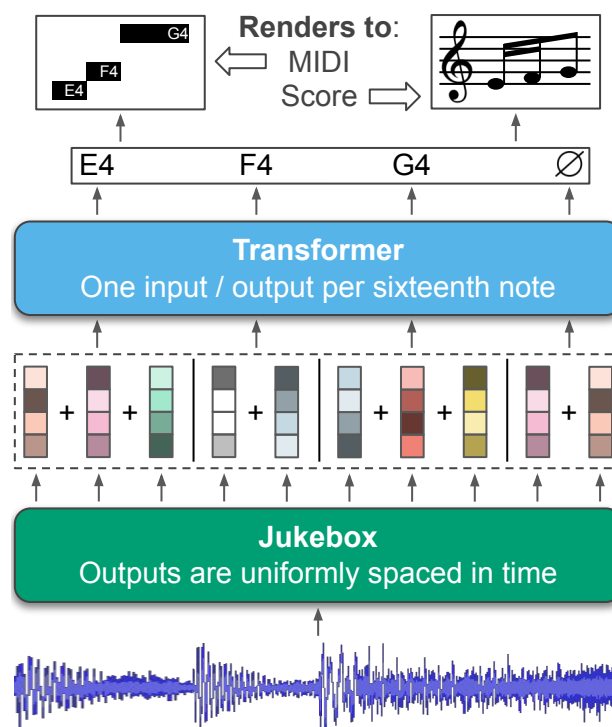 Renders to:
MIDI
Score
G4
F4
E4
E4 F4 G4 ∅
Transformer
One input / output per sixteenth note
+ + + + + + +
Jukebox
Outputs are uniformly spaced in time